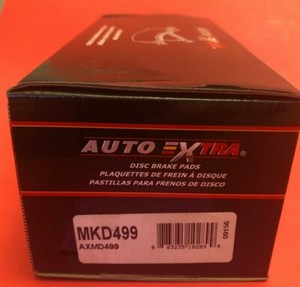 AUTO EXTRA
DISC BRAKE PADS
PLAQUETTES DE FREIN À DISQUE
PASTILLAS PARA FRENOS DE DISCO
MKD499
AXMD499